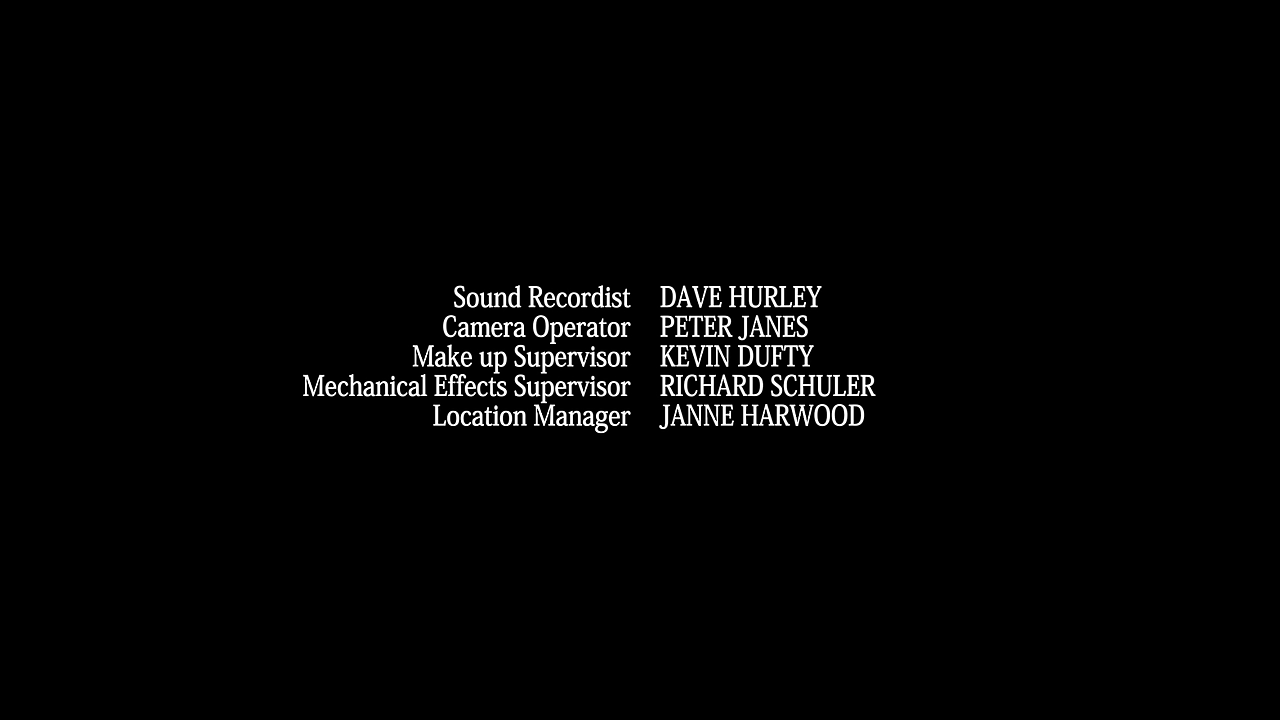 Sound Recordist DAVE HURLEY
Camera Operator PETER JANES
Make up Supervisor KEVIN DUFTY
Mechanical Effects Supervisor RICHARD SCHULER
Location Manager JANNE HARWOOD